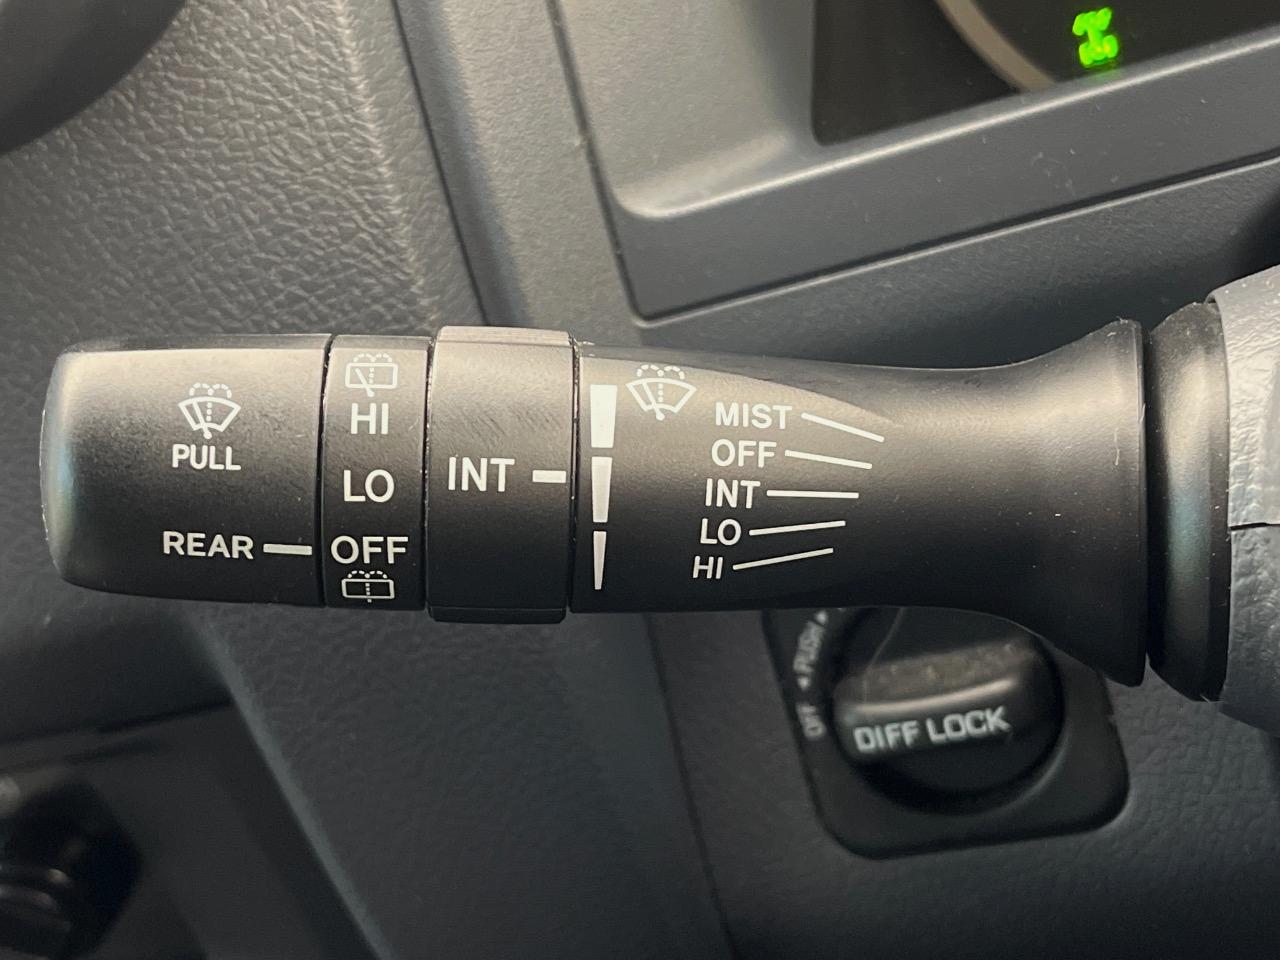 PULL
REAR
HI
LO
OFF
INT
MIST
OFF
INT
LO
HI
OFF ◂ PUSH ▸
DIFF LOCK